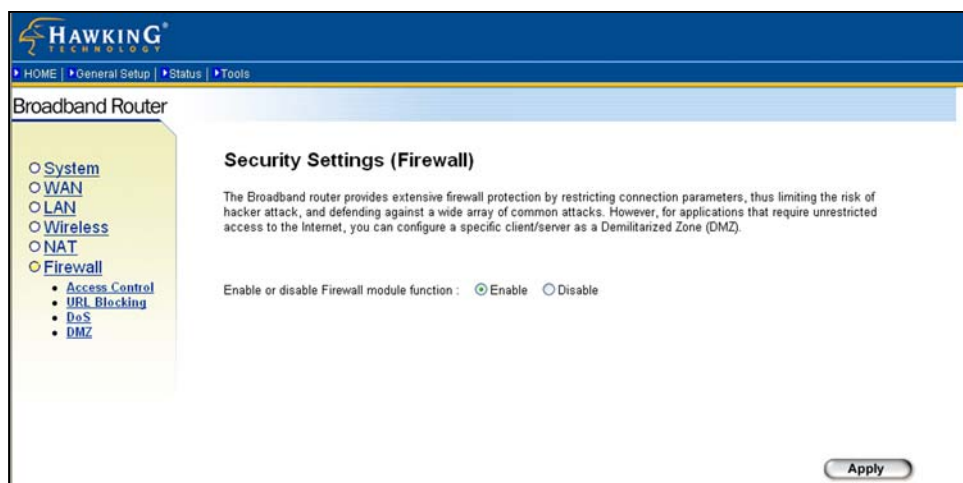 HAWKING®
TECHNOLOGY
HOME | General Setup | Status | Tools
Broadband Router
System
WAN
LAN
Wireless
NAT
Firewall
Access Control
URL Blocking
DoS
DMZ
Security Settings (Firewall)
The Broadband router provides extensive firewall protection by restricting connection parameters, thus limiting the risk of
hacker attack, and defending against a wide array of common attacks. However, for applications that require unrestricted
access to the Internet, you can configure a specific client/server as a Demilitarized Zone (DMZ).
Enable or disable Firewall module function : Enable Disable
Apply